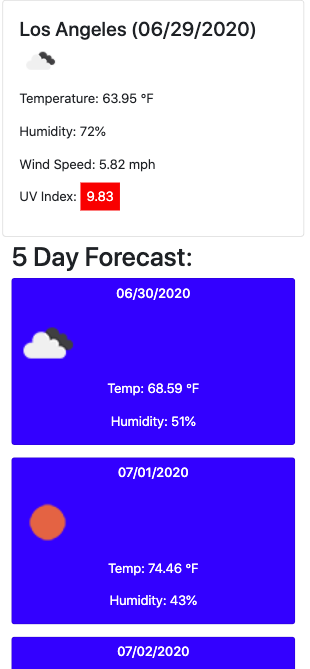 Los Angeles (06/29/2020)
Temperature: 63.95 °F
Humidity: 72%
Wind Speed: 5.82 mph
UV Index: 9.83
5 Day Forecast:
06/30/2020
Temp: 68.59 °F
Humidity: 51%
07/01/2020
Temp: 74.46 °F
Humidity: 43%
07/02/2020